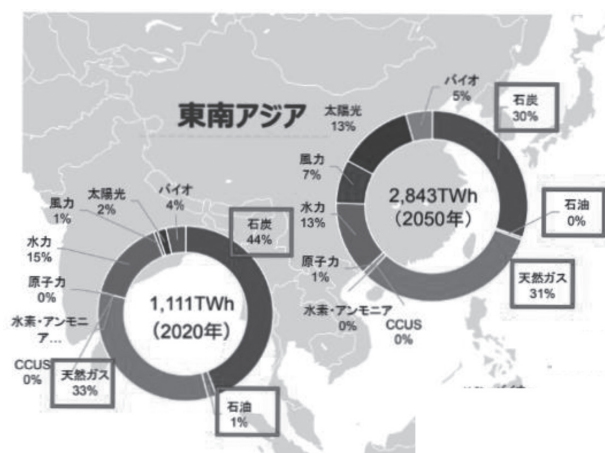 東南アジア
バイオ
5%
石炭
30%
太陽光
13%
風力
7%
水力
13%
2,843TWh
(2050年)
石油
0%
原子力
1%
天然ガス
31%
水素・アンモニア
0%
CCUS
0%
バイオ
4%
太陽光
2%
風力
1%
石炭
44%
水力
15%
原子力
0%
1,111TWh
(2020年)
水素・アンモニ
ア...
CCUS
0%
天然ガス
33%
石油
1%